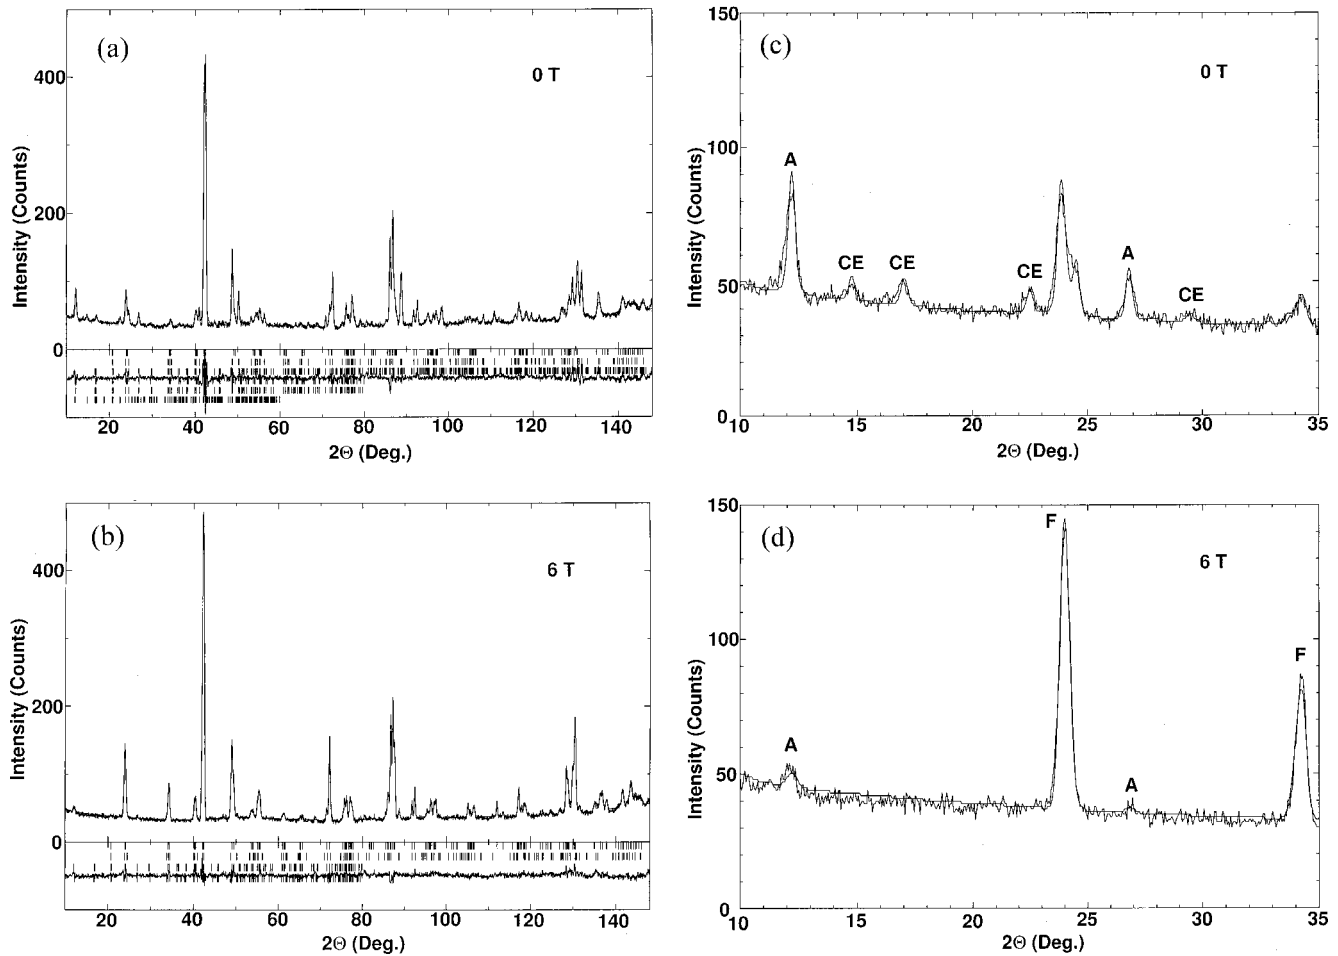 (a)
0 T
400
200
0
Intensity (Counts)
20 40 60 80 100 120 140
2Θ (Deg.)
(c)
0 T
150
100
50
0
Intensity (Counts)
A
CE
CE
CE
A
CE
10 15 20 25 30 35
2Θ (Deg.)
(b)
6 T
400
200
0
Intensity (Counts)
20 40 60 80 100 120 140
2Θ (Deg.)
(d)
6 T
150
100
50
0
Intensity (Counts)
A
F
A
F
10 15 20 25 30 35
2Θ (Deg.)